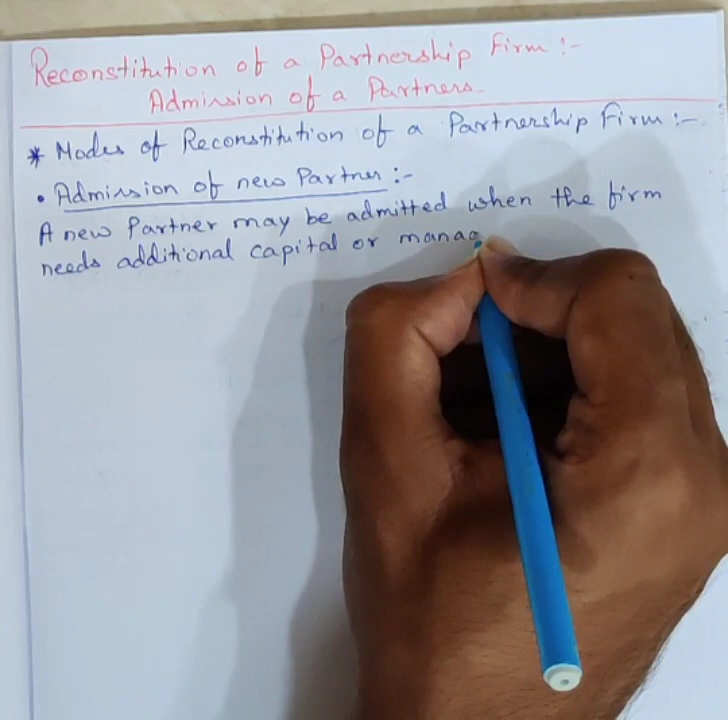 Reconstitution of a Partnership Firm :-
Admission of a Partners.
* Modes of Reconstitution of a Partnership Firm :-
• Admission of new Partner :-
A new Partner may be admitted when the firm
needs additional capital or manag